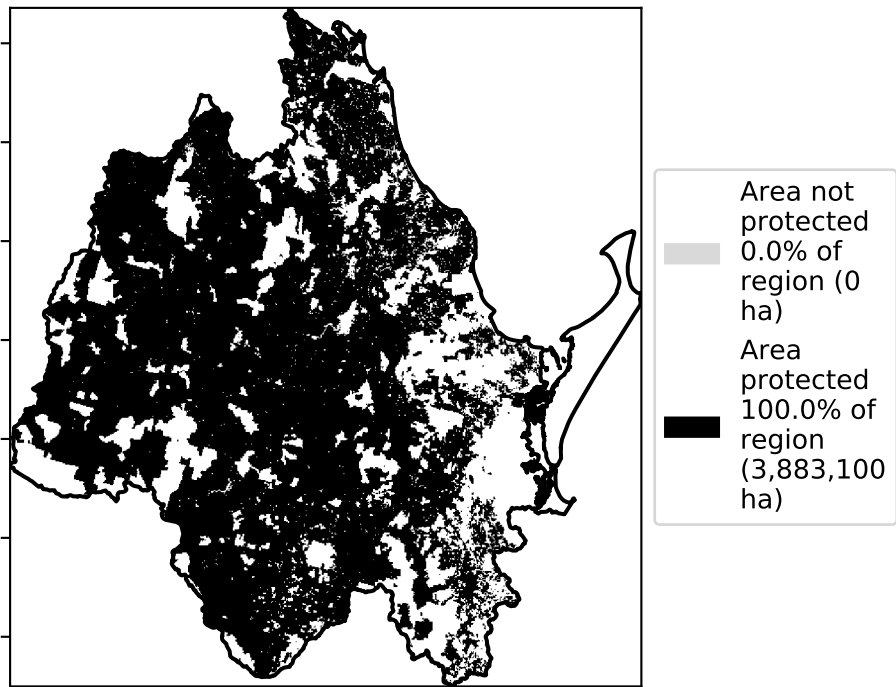 Area not
protected
0.0% of
region (0
ha)
Area
protected
100.0% of
region
(3,883,100
ha)